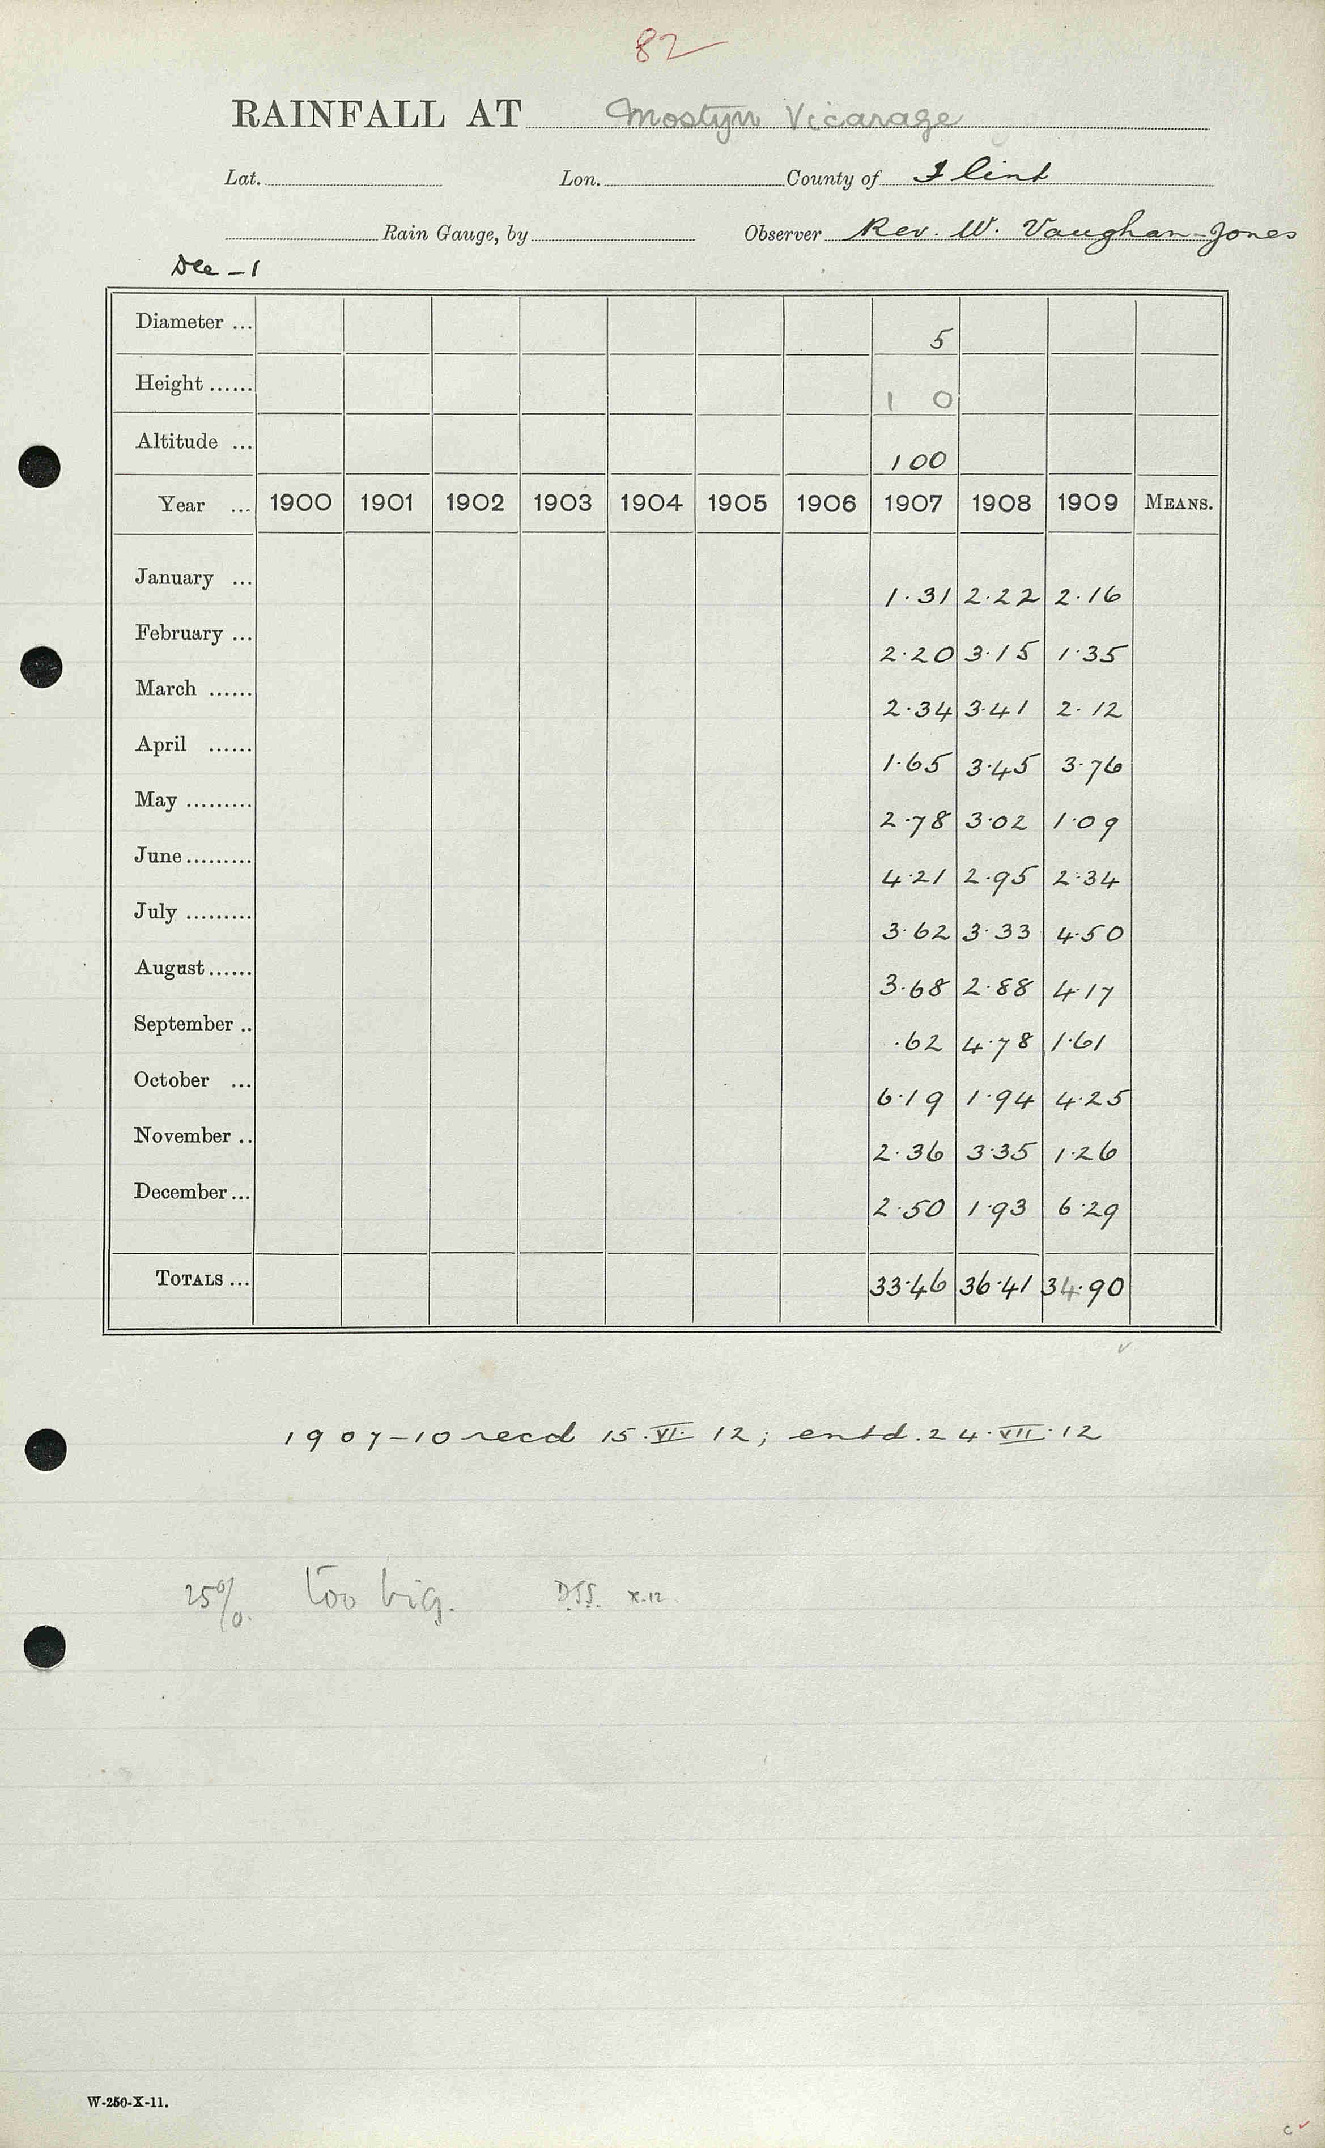 82
RAINFALL AT Mostyn Vicarage
Lat. Lon. County of Flint
Rain Gauge, by Observer Rev. W. Vaughan-Jones
Dec - 1
Diameter ... 5
Height ...... 1 0
Altitude ... 100
Year ... 1900 1901 1902 1903 1904 1905 1906 1907 1908 1909 MEANS.
January ... 1.31 2.22 2.16
February ... 2.20 3.15 1.35
March ...... 2.34 3.41 2.12
April ...... 1.65 3.45 3.76
May ......... 2.78 3.02 1.09
June ......... 4.21 2.95 2.34
July ......... 3.62 3.33 4.50
August ...... 3.68 2.88 4.17
September .. .62 4.78 1.61
October ... 6.19 1.94 4.25
November .. 2.36 3.35 1.26
December ... 2.50 1.93 6.29
TOTALS ... 33.46 36.41 34.90
1907-10 recd 15.VI.12; entd. 24.VII.12
25% too big. x.12.
W-250-X-11.